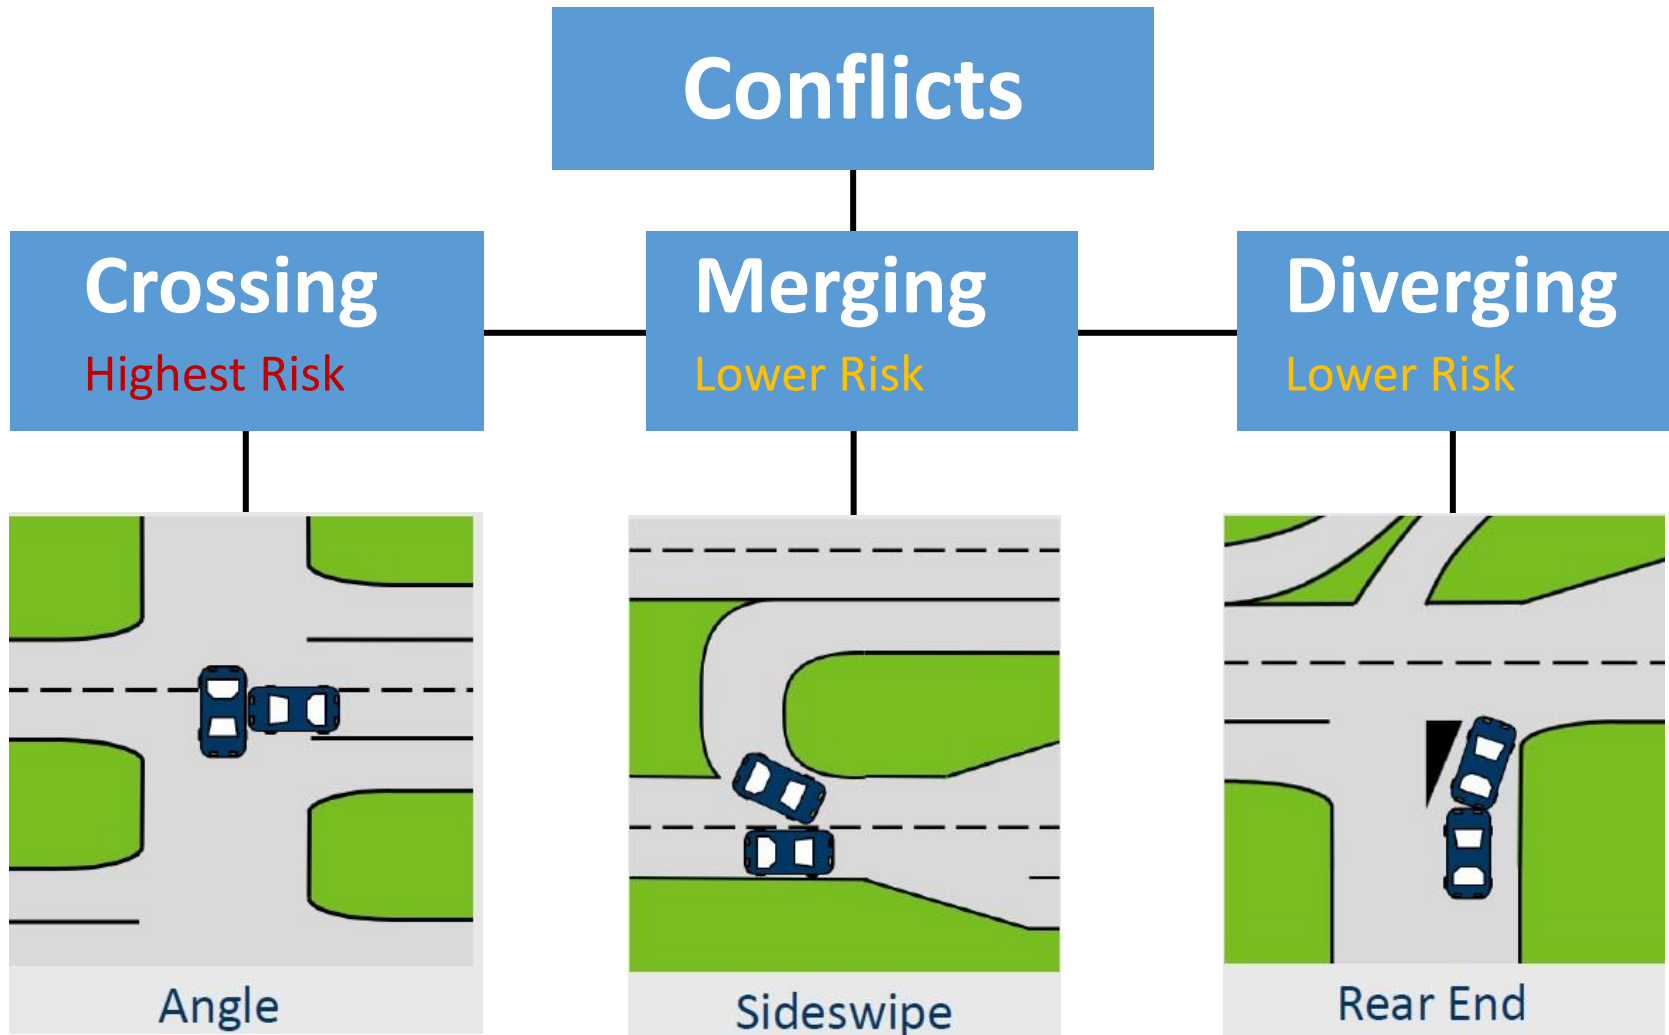 Conflicts
Crossing
Highest Risk
Merging
Lower Risk
Diverging
Lower Risk
Angle
Sideswipe
Rear End